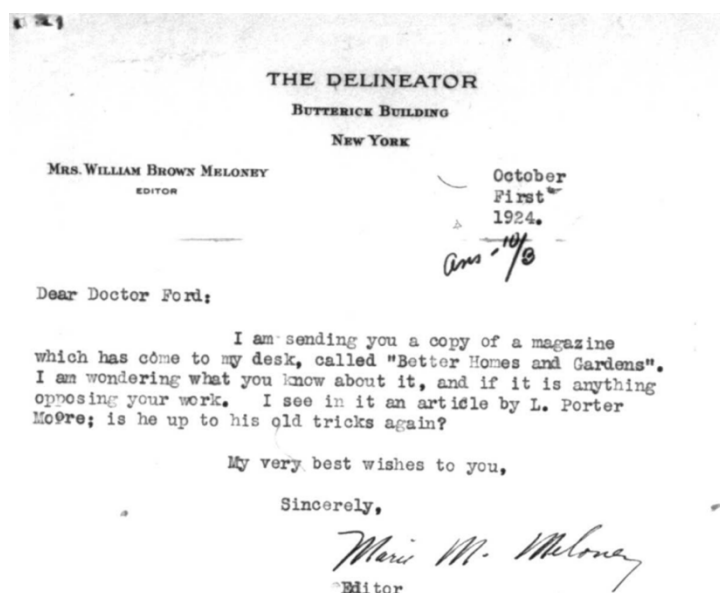 THE DELINEATOR
BUTTERICK BUILDING
NEW YORK
MRS. WILLIAM BROWN MELONEY
EDITOR
October
First
1924.
ans - 10/3
Dear Doctor Ford:
I am sending you a copy of a magazine
which has come to my desk, called "Better Homes and Gardens".
I am wondering what you know about it, and if it is anything
opposing your work. I see in it an article by L. Porter
Moore; is he up to his old tricks again?
My very best wishes to you,
Sincerely,
Marie M. Meloney
Editor